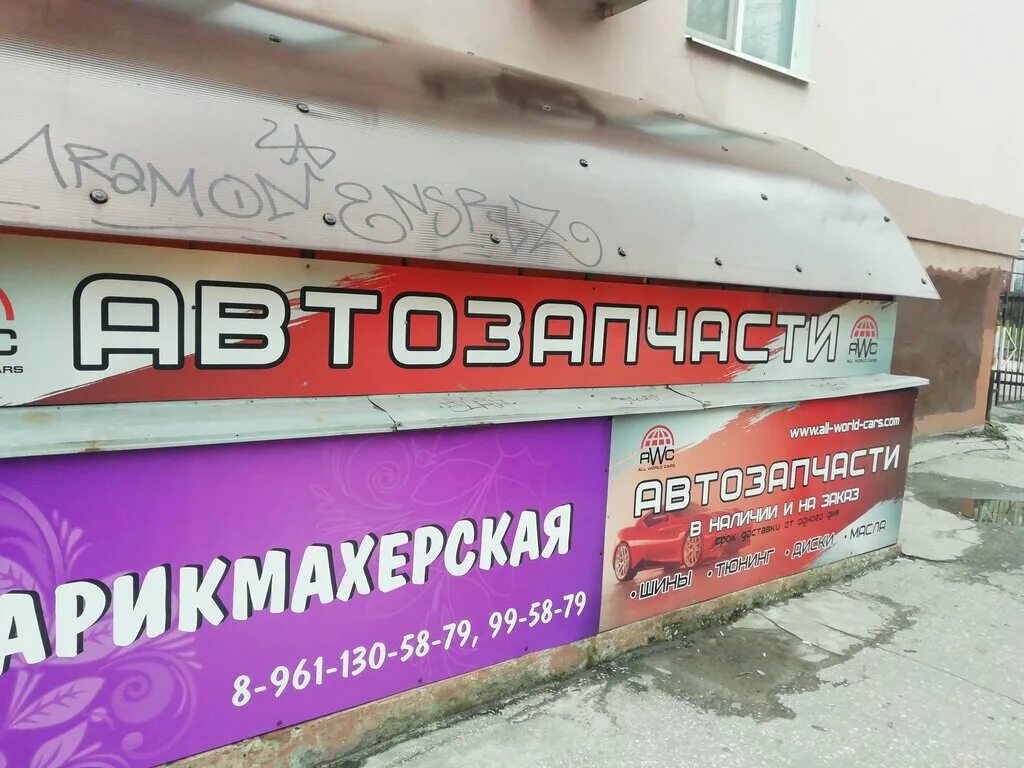 АВТОЗАПЧАСТИ
AWC
ALL WORLD CARS
www.all-world-cars.com
AWC
ALL WORLD CARS
АВТОЗАПЧАСТИ
В НАЛИЧИИ И НА ЗАКАЗ
срок доставки от одного дня
• ШИНЫ • ТЮНИНГ • ДИСКИ • МАСЛА
АРИКМАХЕРСКАЯ
8-961-130-58-79, 99-58-79